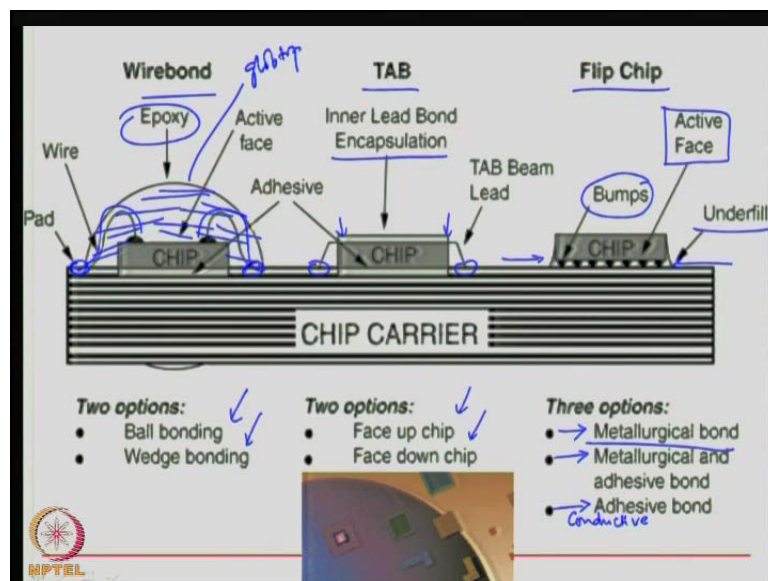 Wirebond
TAB
Flip Chip
Epoxy
Active
face
Inner Lead Bond
Encapsulation
Active
Face
Wire
Adhesive
TAB Beam
Lead
Bumps
Underfill
Pad
CHIP
CHIP
CHIP
CHIP CARRIER
Two options:
• Ball bonding
• Wedge bonding
Two options:
• Face up chip
• Face down chip
Three options:
• Metallurgical bond
• Metallurgical and
adhesive bond
• Adhesive bond
Conductive
NPTEL